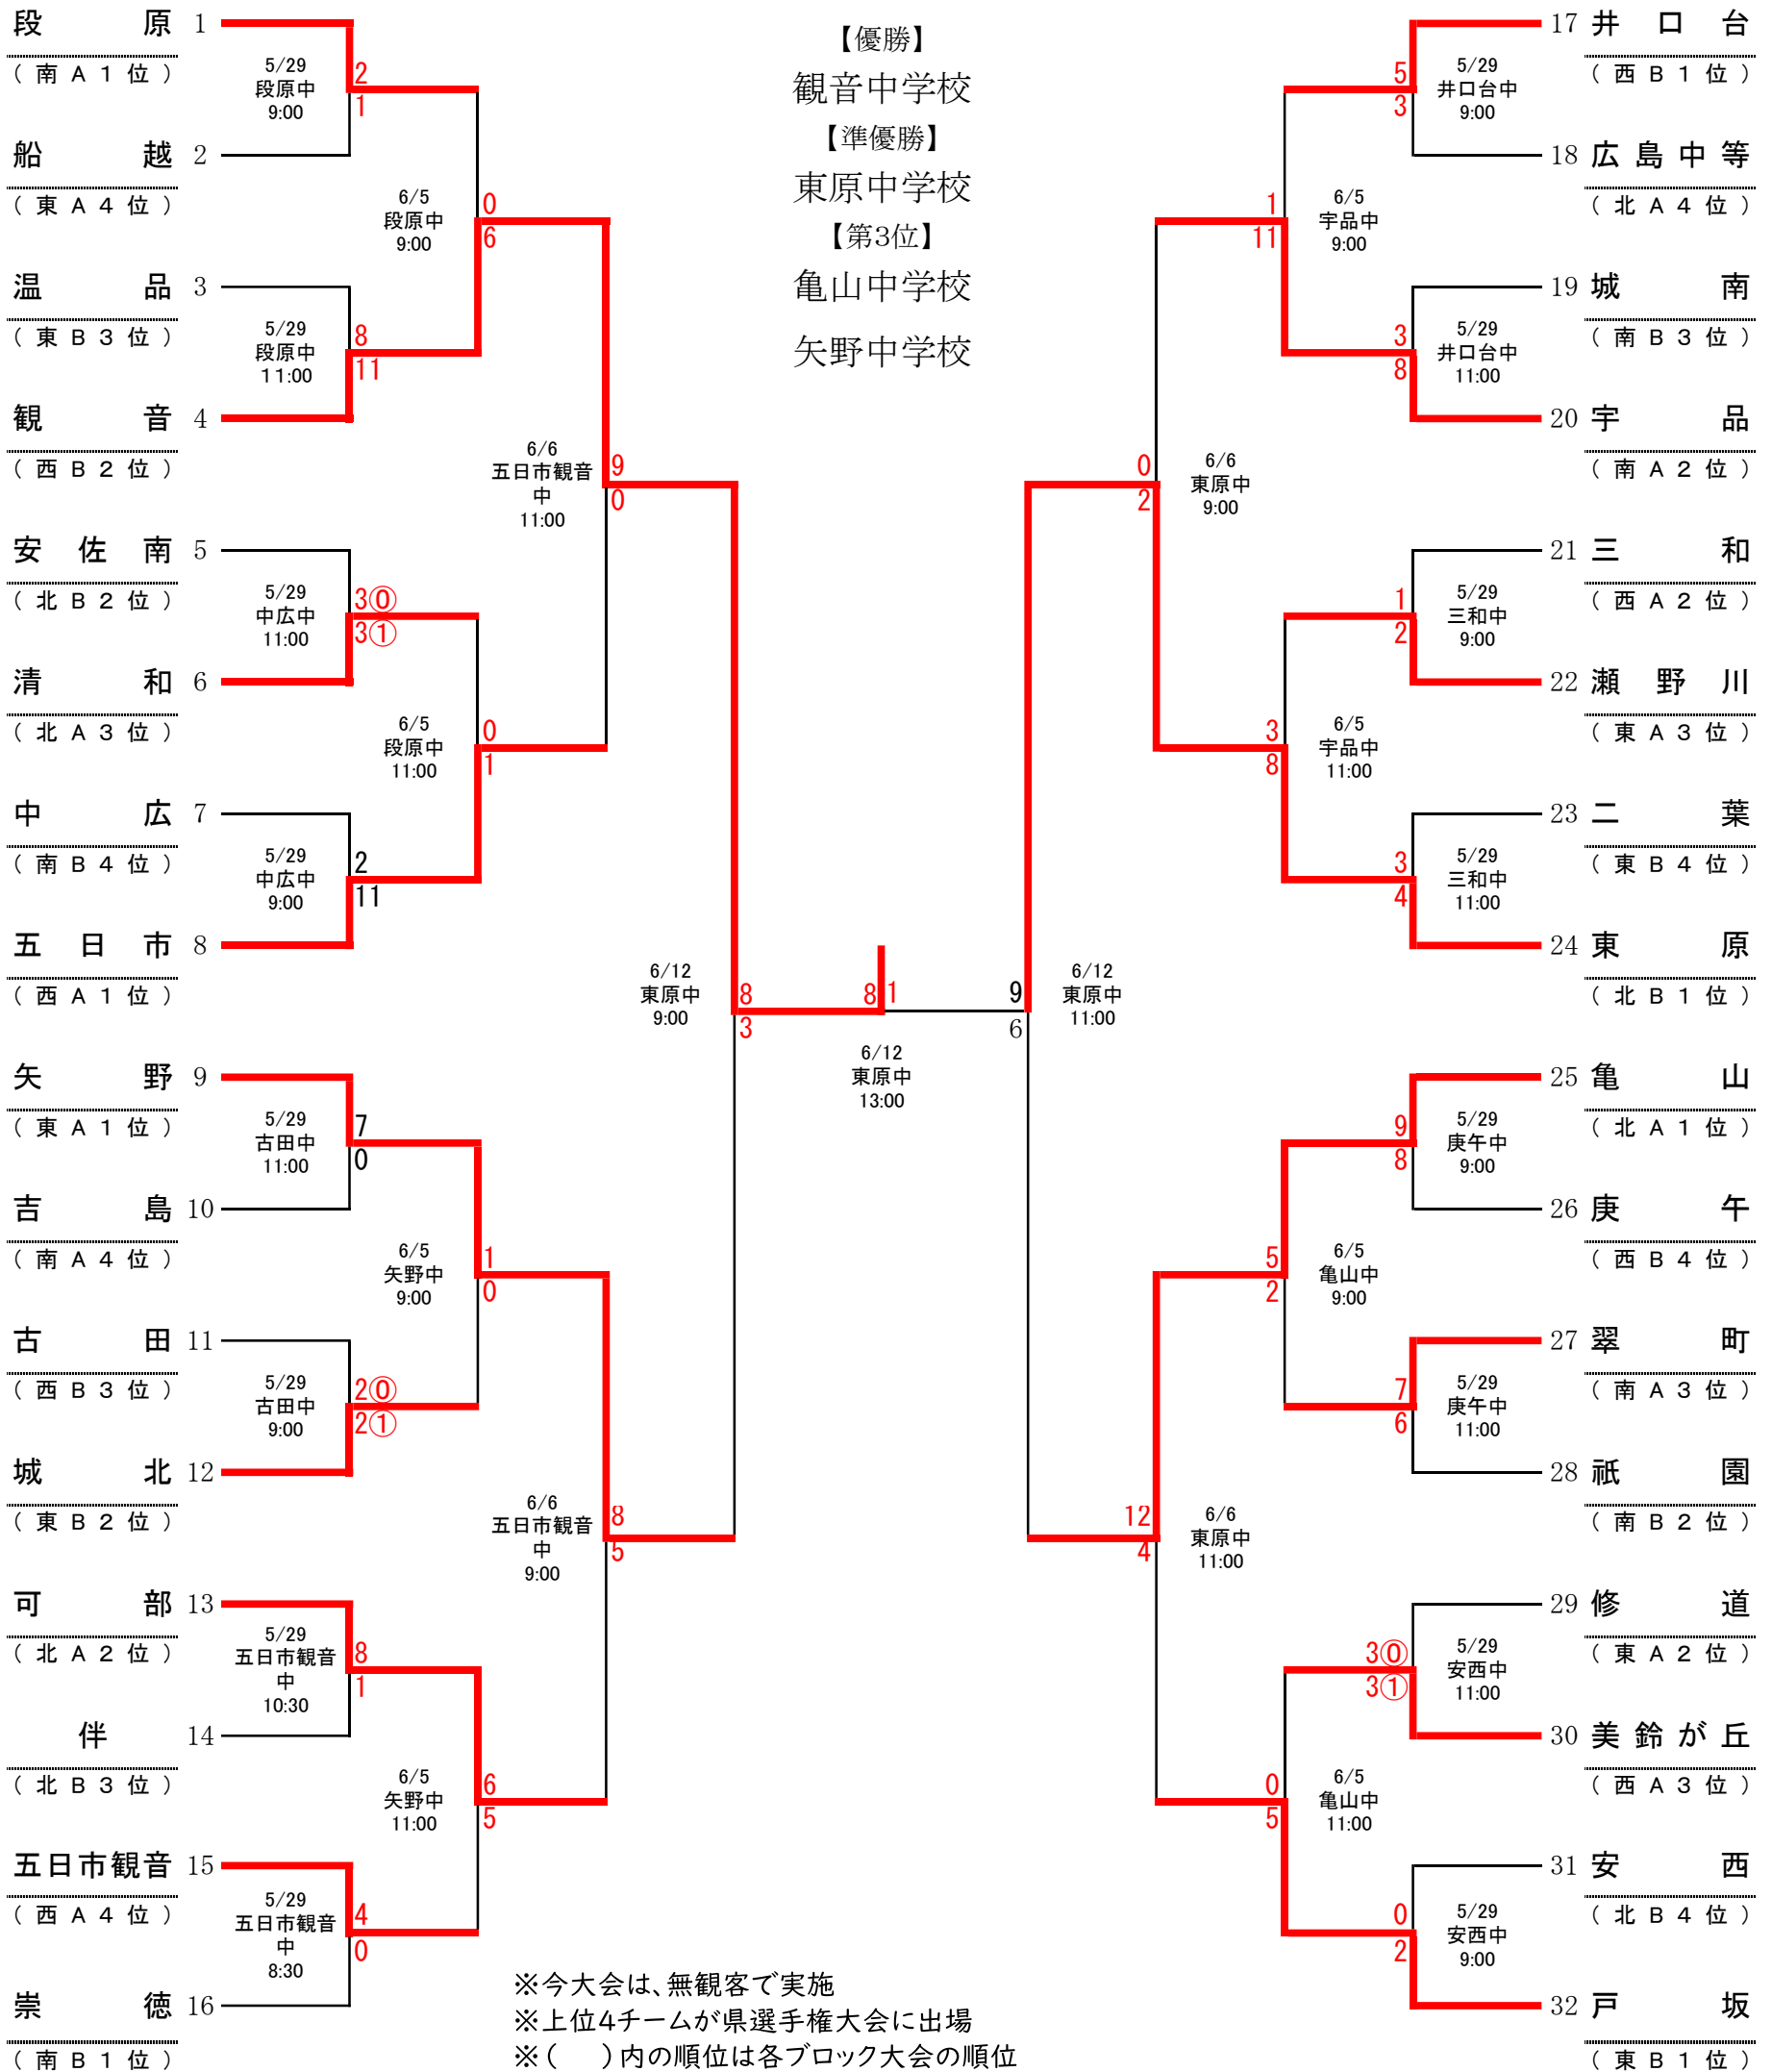 【優勝】
観音中学校
【準優勝】
東原中学校
【第3位】
亀山中学校
矢野中学校
段原 1
(南A1位)
5/29
段原中
9:00
2
1
船越 2
(東A4位)
6/5
段原中
9:00
0
6
温品 3
(東B3位)
5/29
段原中
11:00
8
11
観音 4
(西B2位)
6/6
五日市観音
中
11:00
9
0
安佐南 5
(北B2位)
5/29
中広中
11:00
3⓪
3①
清和 6
(北A3位)
6/5
段原中
11:00
0
1
中広 7
(南B4位)
5/29
中広中
9:00
2
11
五日市 8
(西A1位)
6/12
東原中
9:00
8
3
矢野 9
(東A1位)
5/29
古田中
11:00
7
0
吉島 10
(南A4位)
6/5
矢野中
9:00
1
0
古田 11
(西B3位)
5/29
古田中
9:00
2⓪
2①
城北 12
(東B2位)
6/6
五日市観音
中
9:00
8
5
可部 13
(北A2位)
5/29
五日市観音
中
10:30
8
1
伴 14
(北B3位)
6/5
矢野中
11:00
6
5
五日市観音 15
(西A4位)
5/29
五日市観音
中
8:30
4
0
崇徳 16
(南B1位)
8 1
6/12
東原中
13:00
17 井口台
(西B1位)
5/29
井口台中
9:00
5
3
18 広島中等
(北A4位)
6/5
宇品中
9:00
1
11
19 城南
(南B3位)
5/29
井口台中
11:00
3
8
20 宇品
(南A2位)
6/6
東原中
9:00
0
2
21 三和
(西A2位)
5/29
三和中
9:00
1
2
22 瀬野川
(東A3位)
6/5
宇品中
11:00
3
8
23 二葉
(東B4位)
5/29
三和中
11:00
3
4
24 東原
(北B1位)
6/12
東原中
11:00
9
6
25 亀山
(北A1位)
5/29
庚午中
9:00
9
8
26 庚午
(西B4位)
6/5
亀山中
9:00
5
2
27 翠町
(南A3位)
5/29
庚午中
11:00
7
6
28 祇園
(南B2位)
6/6
東原中
11:00
12
4
29 修道
(東A2位)
5/29
安西中
11:00
3⓪
3①
30 美鈴が丘
(西A3位)
6/5
亀山中
11:00
0
5
31 安西
(北B4位)
5/29
安西中
9:00
0
2
32 戸坂
(東B1位)
※今大会は、無観客で実施
※上位4チームが県選手権大会に出場
※( )内の順位は各ブロック大会の順位